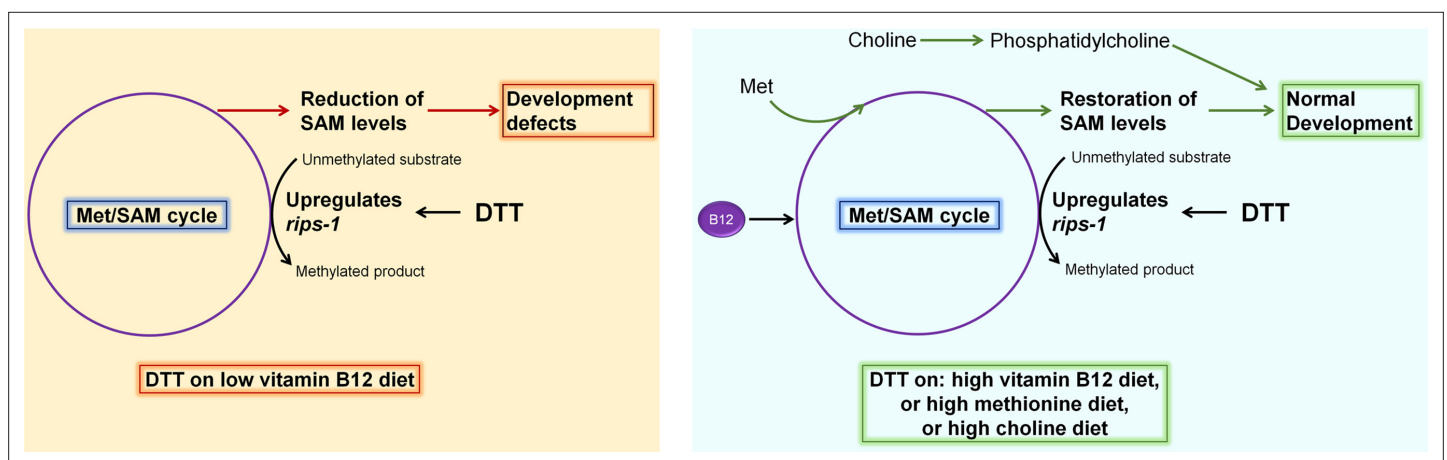 Reduction of
SAM levels
Development
defects
Unmethylated substrate
Met/SAM cycle
Upregulates
rips-1
DTT
Methylated product
DTT on low vitamin B12 diet
Choline
Phosphatidylcholine
Met
Restoration of
SAM levels
Normal
Development
Unmethylated substrate
B12
Met/SAM cycle
Upregulates
rips-1
DTT
Methylated product
DTT on: high vitamin B12 diet,
or high methionine diet,
or high choline diet